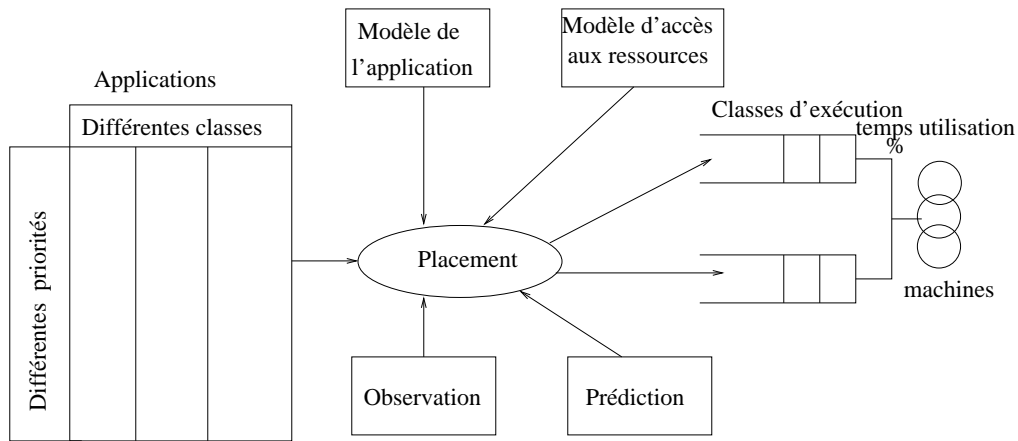 Modèle de
l'application
Modèle d'accès
aux ressources
Applications
Différentes classes
Différentes priorités
Classes d'exécution
temps utilisation
%
Placement
machines
Observation
Prédiction